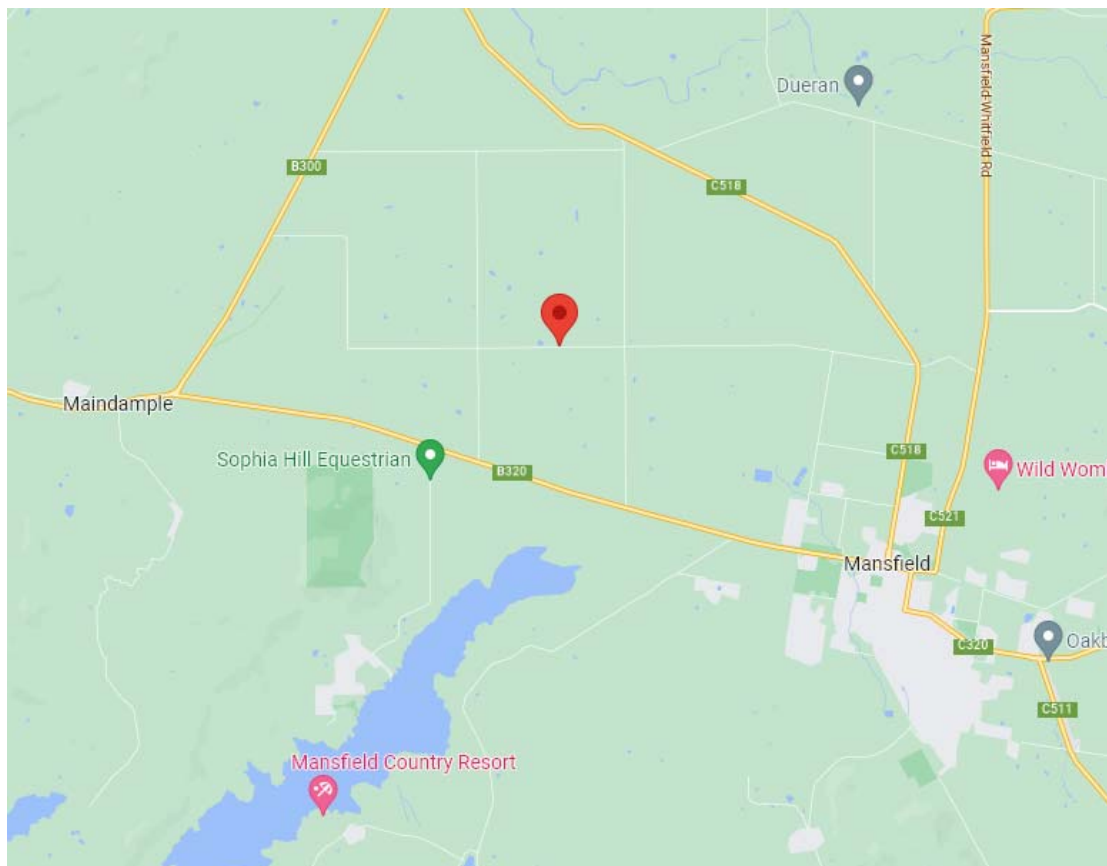 Mansfield-Whitfield Rd
Dueran
B300
C518
Maindample
Sophia Hill Equestrian
B320
C518
Wild Wom
C521
Mansfield
C320
Oakb
C511
Mansfield Country Resort